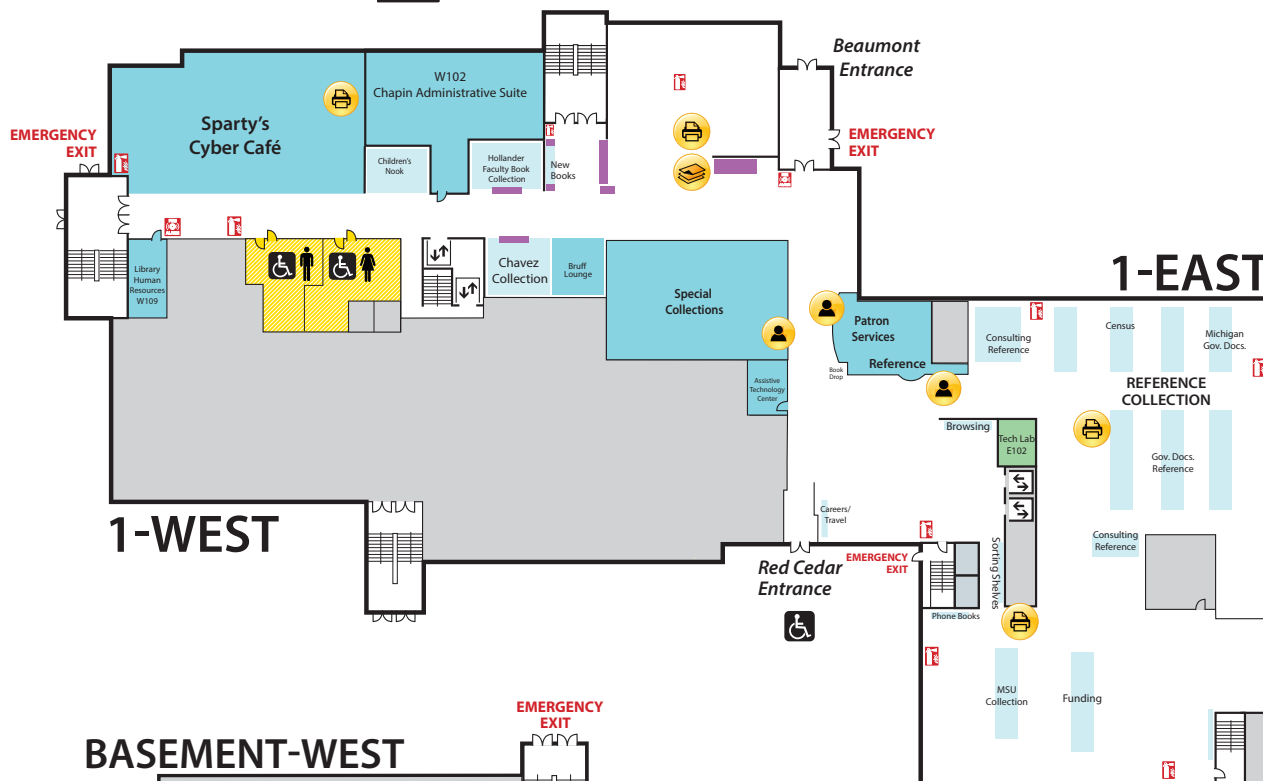 Beaumont
Entrance
W102
Chapin Administrative Suite
Sparty's
Cyber Café
EMERGENCY
EXIT
EMERGENCY
EXIT
Children's
Nook
Hollander
Faculty Book
Collection
New
Books
Library
Human
Resources
W109
Chavez
Collection
Bruff
Lounge
Special
Collections
1-EAST
Patron
Services
Reference
Book
Drop
Consulting
Reference
Census
Michigan
Gov. Docs.
REFERENCE
COLLECTION
Assistive
Technology
Center
Browsing
Tech Lab
E102
Gov. Docs.
Reference
1-WEST
Careers/
Travel
Consulting
Reference
Sorting Shelves
Red Cedar
Entrance
EMERGENCY
EXIT
Phone Books
MSU
Collection
Funding
EMERGENCY
EXIT
BASEMENT-WEST